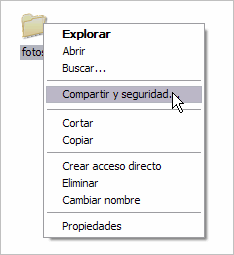 fotos
Explorar
Abrir
Buscar...
Compartir y seguridad...
Cortar
Copiar
Crear acceso directo
Eliminar
Cambiar nombre
Propiedades